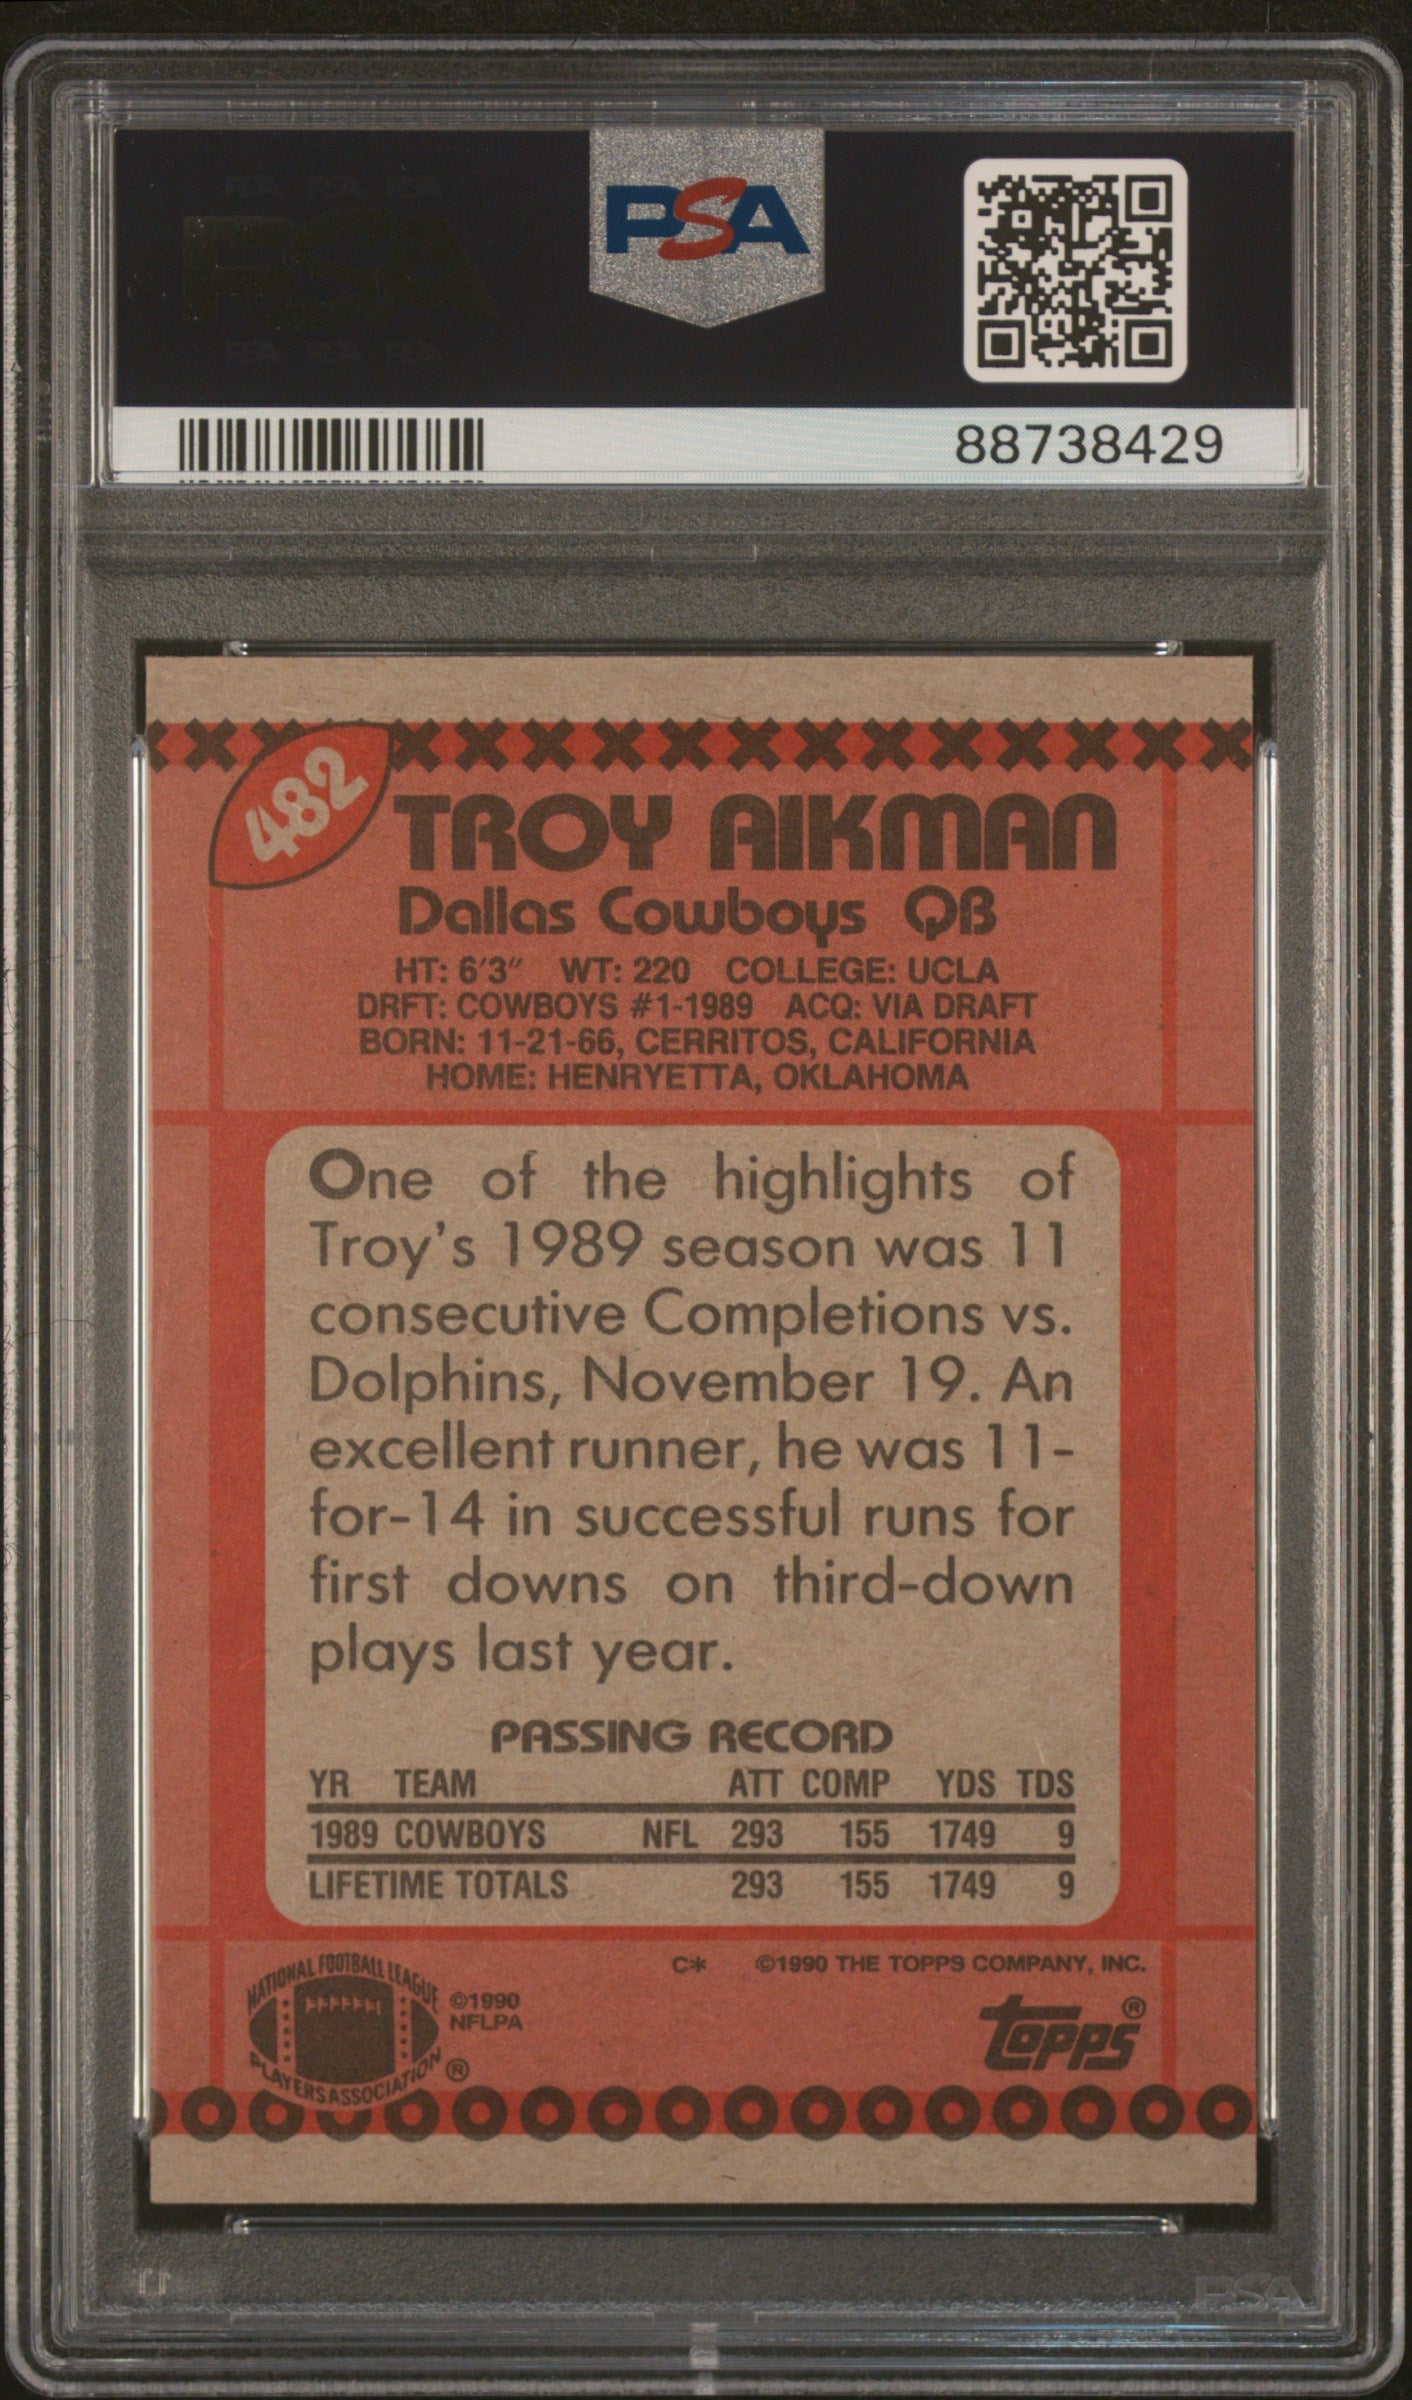 PSA
88738429
482
TROY AIKMAN
Dallas Cowboys QB
HT: 6'3" WT: 220 COLLEGE: UCLA
DRFT: COWBOYS #1-1989 ACQ: VIA DRAFT
BORN: 11-21-66, CERRITOS, CALIFORNIA
HOME: HENRYETTA, OKLAHOMA
One of the highlights of
Troy's 1989 season was 11
consecutive Completions vs.
Dolphins, November 19. An
excellent runner, he was 11-
for-14 in successful runs for
first downs on third-down
plays last year.
PASSING RECORD
YR TEAM ATT COMP YDS TDS
1989 COWBOYS NFL 293 155 1749 9
LIFETIME TOTALS 293 155 1749 9
C* ©1990 THE TOPPS COMPANY, INC.
NATIONAL FOOTBALL LEAGUE
PLAYERS ASSOCIATION ®
©1990
NFLPA
TOPPS ®
PSA